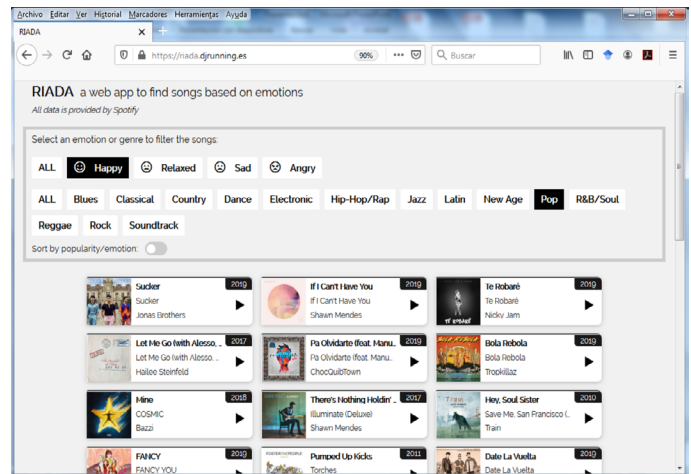 Archivo Editar Ver Historial Marcadores Herramientas Ayuda
RIADA
https://riada.djrunning.es
90%
Buscar
RIADA a web app to find songs based on emotions
All data is provided by Spotify
Select an emotion or genre to filter the songs:
ALL Happy Relaxed Sad Angry
ALL Blues Classical Country Dance Electronic Hip-Hop/Rap Jazz Latin New Age Pop R&B/Soul
Reggae Rock Soundtrack
Sort by popularity/emotion:
Sucker 2019
Sucker
Jonas Brothers
If I Can't Have You 2019
If I Can't Have You
Shawn Mendes
TE ROBARÉ
Te Robaré 2019
Te Robaré
Nicky Jam
Let Me Go (with Alesso, ... 2017
Let Me Go (with Alesso, ...
Hailee Steinfeld
Pa Olvidarte (feat. Manu... 2019
Pa Olvidarte (feat. Manu...
ChocQuibTown
BOLA REBOLA
Bola Rebola 2019
Bola Rebola
Tropkillaz
Mine 2018
COSMIC
Bazzi
There's Nothing Holdin' ... 2017
Illuminate (Deluxe)
Shawn Mendes
Train
Hey, Soul Sister 2010
Save Me, San Francisco (...
Train
FANCY 2019
FANCY YOU
FOSTER THE PEOPLE
Pumped Up Kicks 2011
Torches
Date La Vuelta 2019
Date La Vuelta